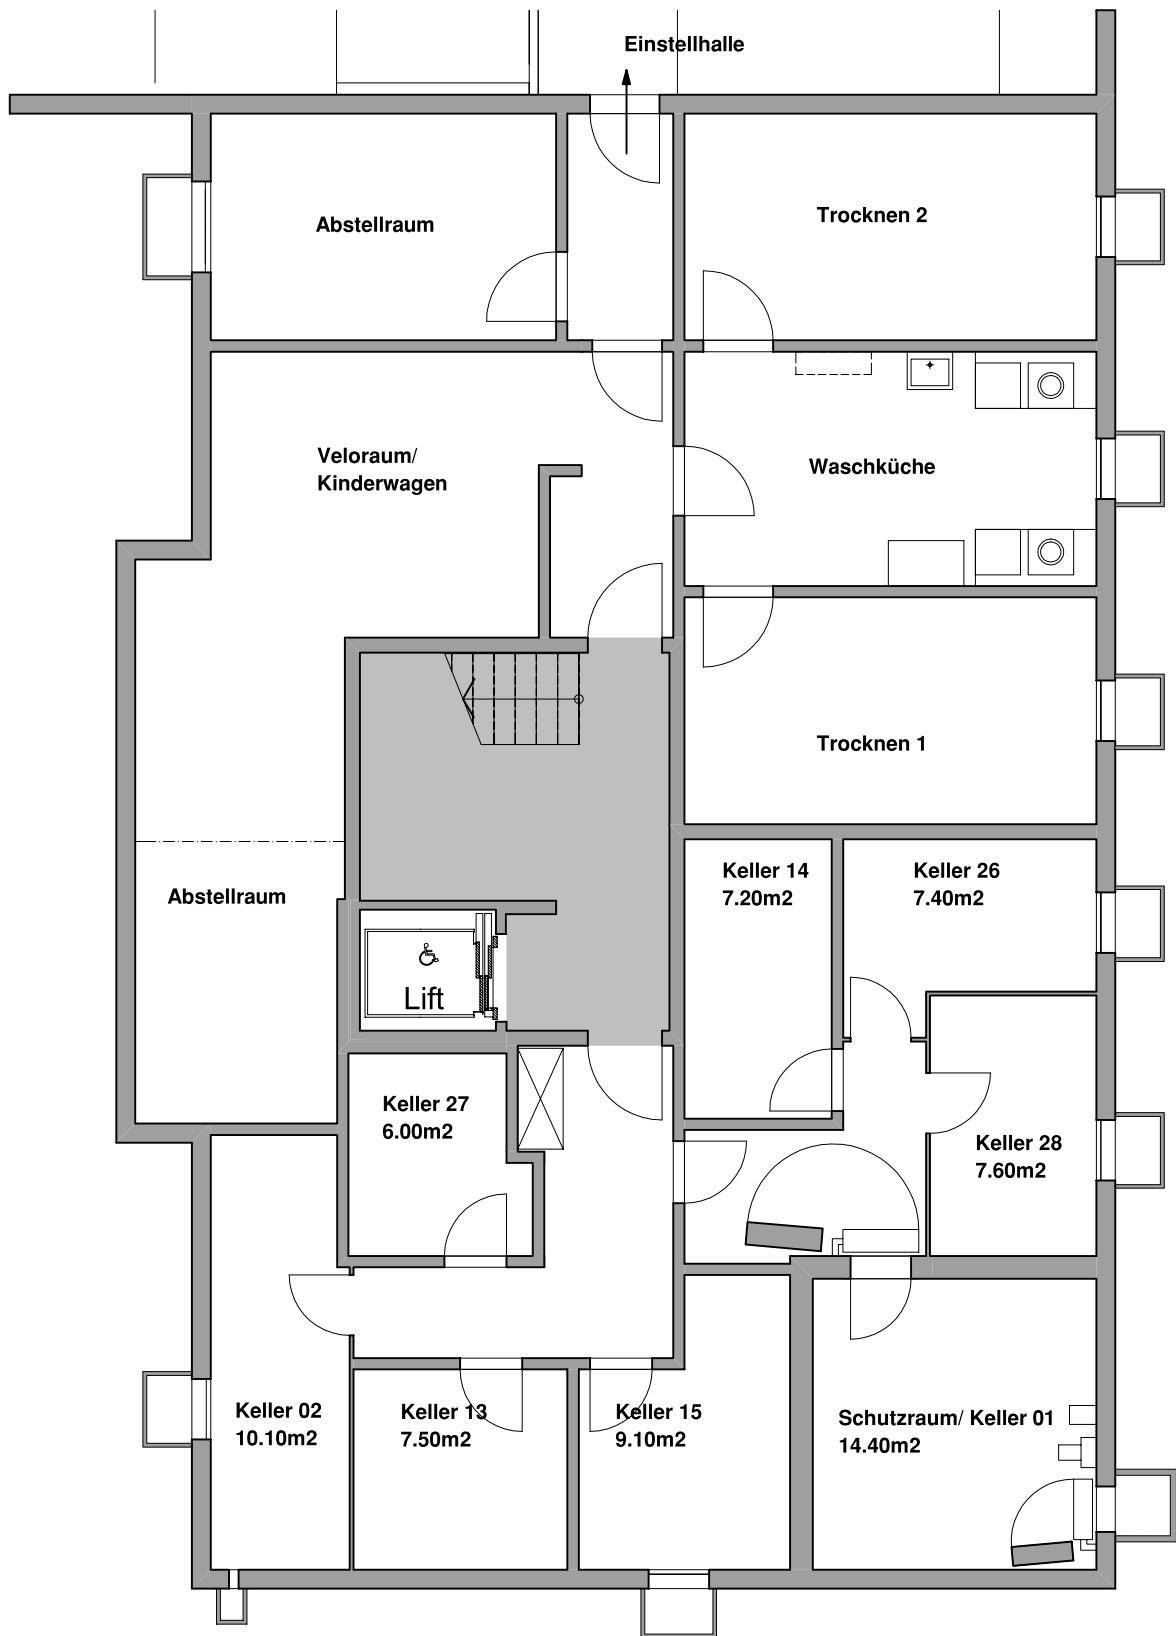 Einstellhalle
Abstellraum
Trocknen 2
Veloraum/
Kinderwagen
Waschküche
Trocknen 1
Abstellraum
Keller 14
7.20m2
Keller 26
7.40m2
Lift
Keller 27
6.00m2
Keller 28
7.60m2
Keller 02
10.10m2
Keller 13
7.50m2
Keller 15
9.10m2
Schutzraum/ Keller 01
14.40m2